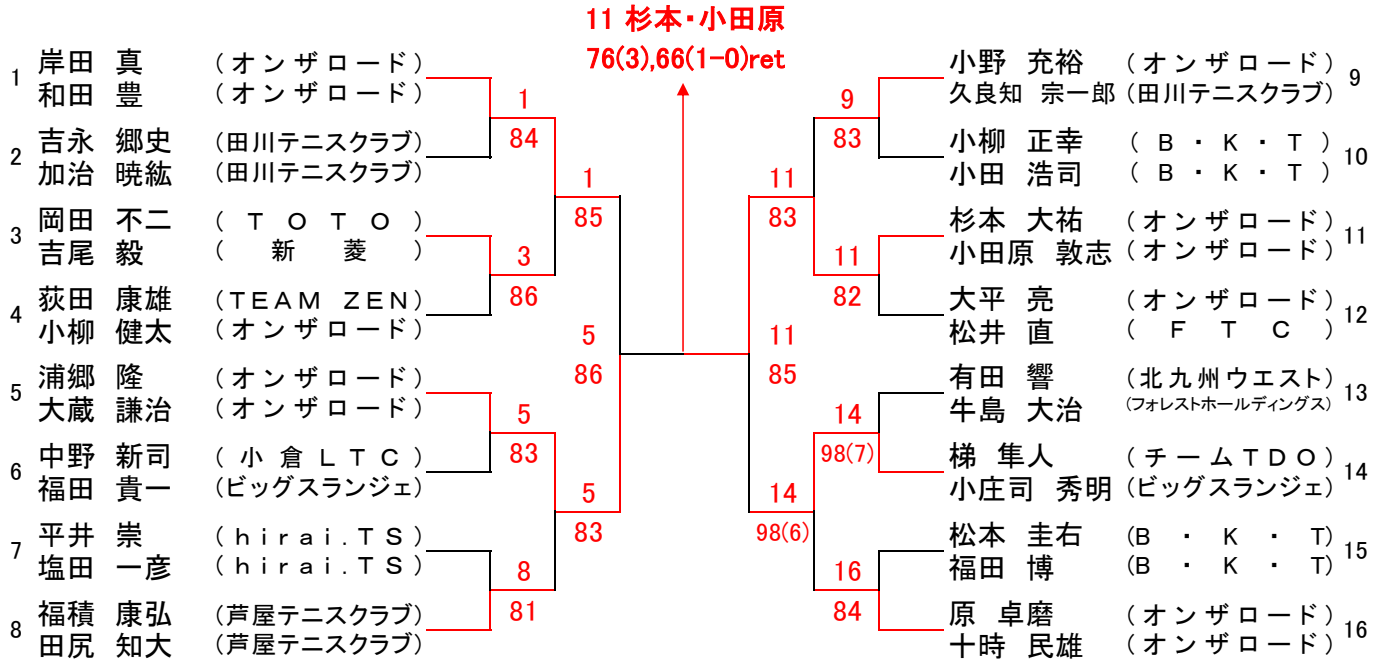 11 杉本・小田原
76(3),66(1-0)ret
1 岸田 真 (オンザロード)
和田 豊 (オンザロード)
2 吉永 郷史 (田川テニスクラブ)
加治 暁紘 (田川テニスクラブ)
3 岡田 不二 (TOTO)
吉尾 毅 (新菱)
4 荻田 康雄 (TEAM ZEN)
小柳 健太 (オンザロード)
5 浦郷 隆 (オンザロード)
大蔵 謙治 (オンザロード)
6 中野 新司 (小倉LTC)
福田 貴一 (ビッグスランジェ)
7 平井 崇 (hirai.TS)
塩田 一彦 (hirai.TS)
8 福積 康弘 (芦屋テニスクラブ)
田尻 知大 (芦屋テニスクラブ)
1
84
3
86
5
83
8
81
1
85
5
83
5
86
11
85
11
83
14
98(6)
9
83
11
82
14
98(7)
16
84
小野 充裕 (オンザロード) 9
久良知 宗一郎 (田川テニスクラブ)
小柳 正幸 (B・K・T) 10
小田 浩司 (B・K・T)
杉本 大祐 (オンザロード) 11
小田原 敦志 (オンザロード)
大平 亮 (オンザロード) 12
松井 直 (FTC)
有田 響 (北九州ウエスト) 13
牛島 大治 (フォレストホールディングス)
梯 隼人 (チームTDO) 14
小庄司 秀明 (ビッグスランジェ)
松本 圭右 (B・K・T) 15
福田 博 (B・K・T)
原 卓磨 (オンザロード) 16
十時 民雄 (オンザロード)